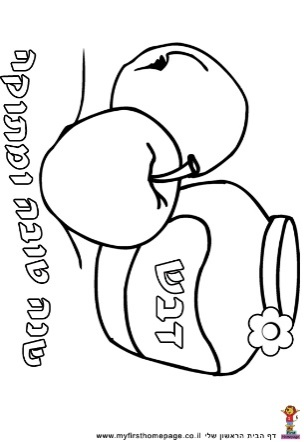 שנה טובה ומתוקה
דבש
דף הבית הראשון שלי www.myfirsthomepage.co.il